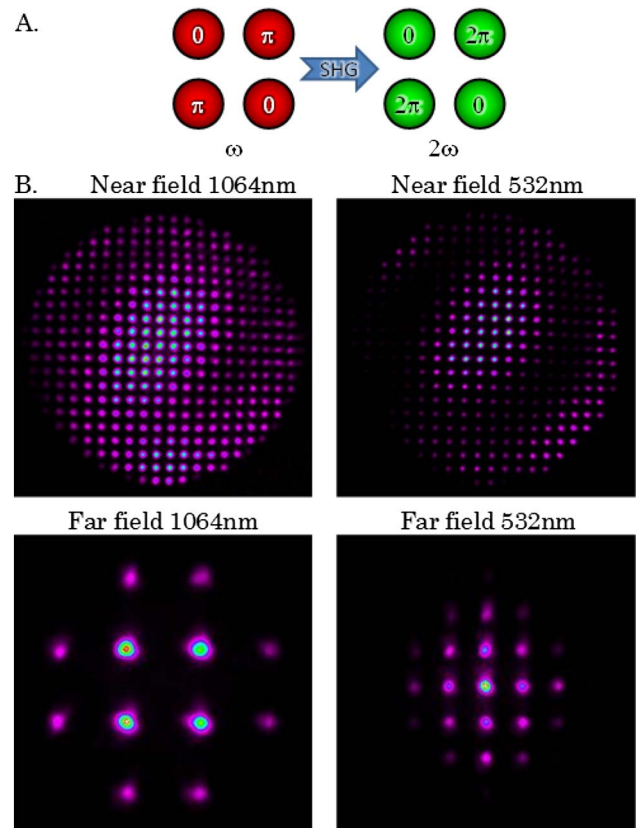 A.
0 π
SHG
0 2π
π 0
2π 0
ω
2ω
B.
Near field 1064nm
Near field 532nm
Far field 1064nm
Far field 532nm